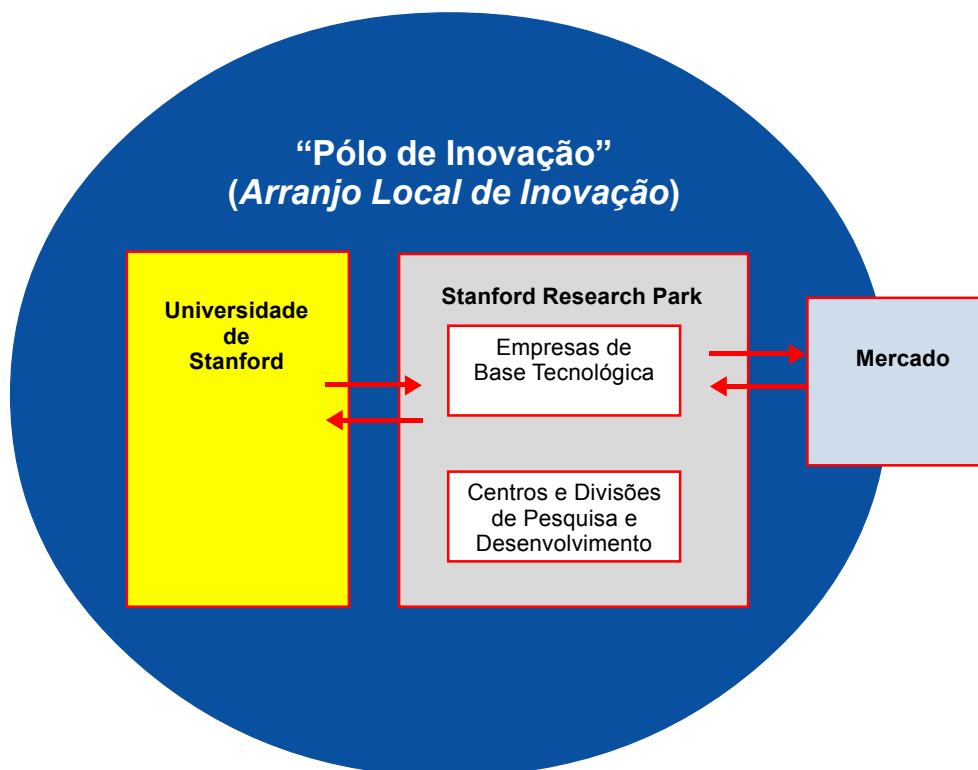 “Pólo de Inovação”
(Arranjo Local de Inovação)
Universidade
de
Stanford
Stanford Research Park
Empresas de
Base Tecnológica
Centros e Divisões
de Pesquisa e
Desenvolvimento
Mercado